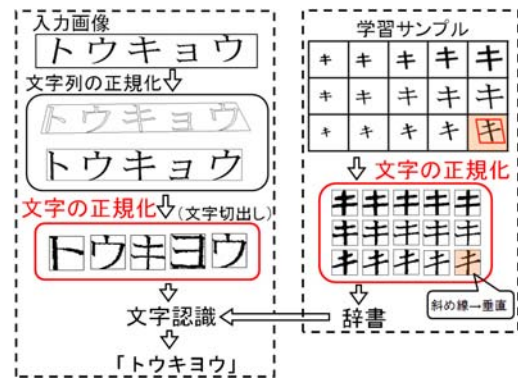 入力画像
トウキョウ
文字列の正規化
トウキョウ
トウキョウ
文字の正規化(文字切出し)
トウキヨウ
文字認識
「トウキヨウ」
学習サンプル
キ キ キ キ キ
キ キ キ キ キ
キ キ キ キ キ
文字の正規化
キ キ キ キ キ
キ キ キ キ キ
キ キ キ キ キ
斜め線→垂直
辞書